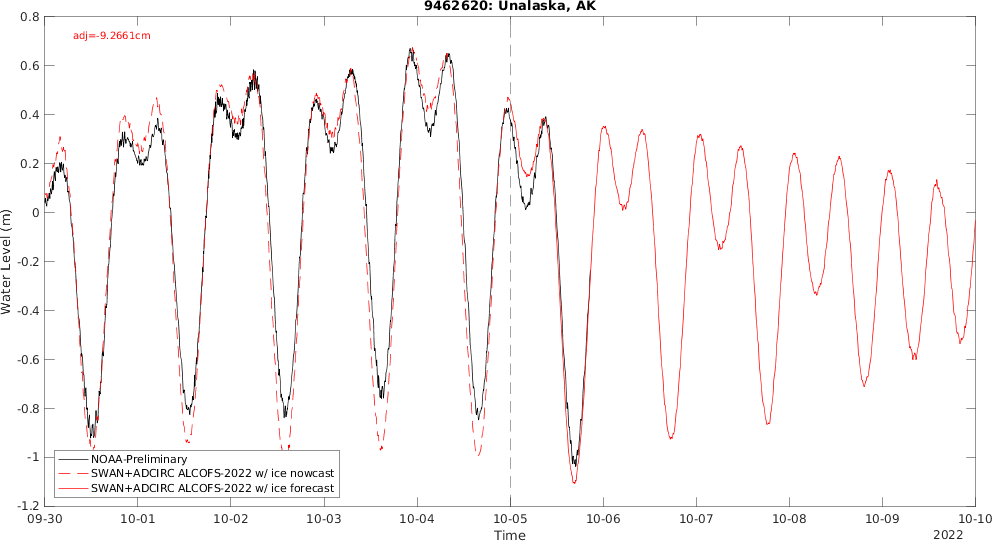 9462620: Unalaska, AK
adj=-9.2661cm
0.8
0.6
0.4
0.2
0
-0.2
-0.4
-0.6
-0.8
-1
-1.2
Water Level (m)
NOAA-Preliminary
SWAN+ADCIRC ALCOFS-2022 w/ ice nowcast
SWAN+ADCIRC ALCOFS-2022 w/ ice forecast
09-30 10-01 10-02 10-03 10-04 10-05 10-06 10-07 10-08 10-09 10-10
Time
2022